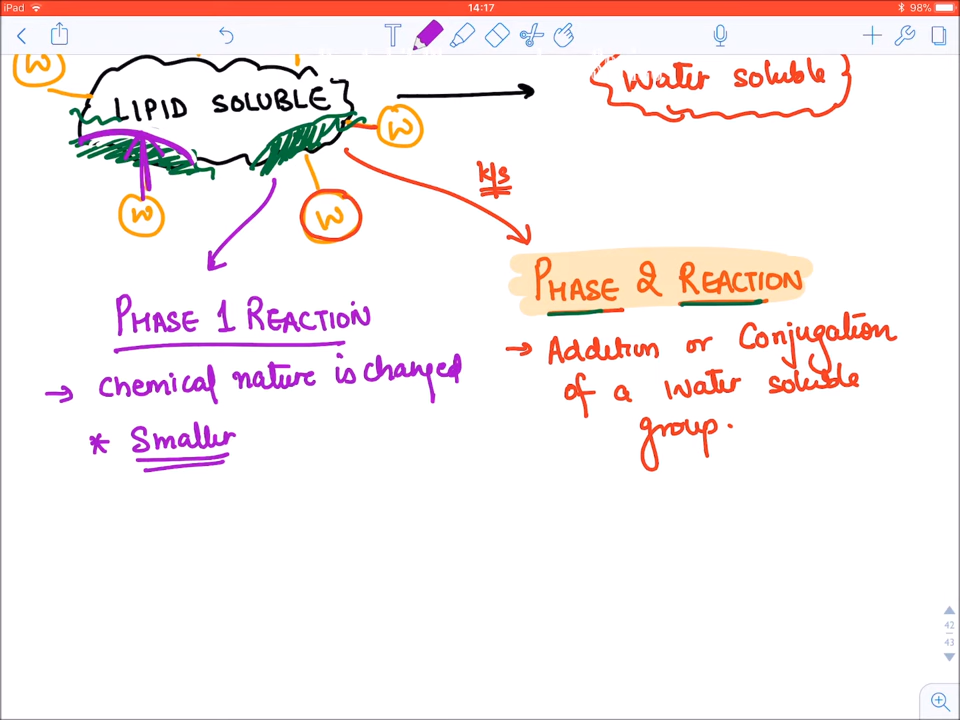 iPad
14:17
98%
T
W
LIPID SOLUBLE
Water soluble
W
W
W
K/s
PHASE 1 REACTION
→ Chemical nature is changed
* Smaller
PHASE 2 REACTION
→ Addition or Conjugation
of a water soluble
group.
42
43